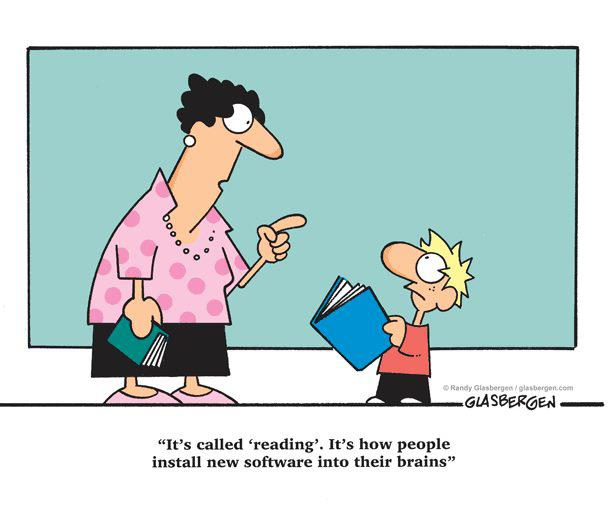 © Randy Glasbergen / glasbergen.com
GLASBERGEN
“It’s called ‘reading’. It’s how people
install new software into their brains”